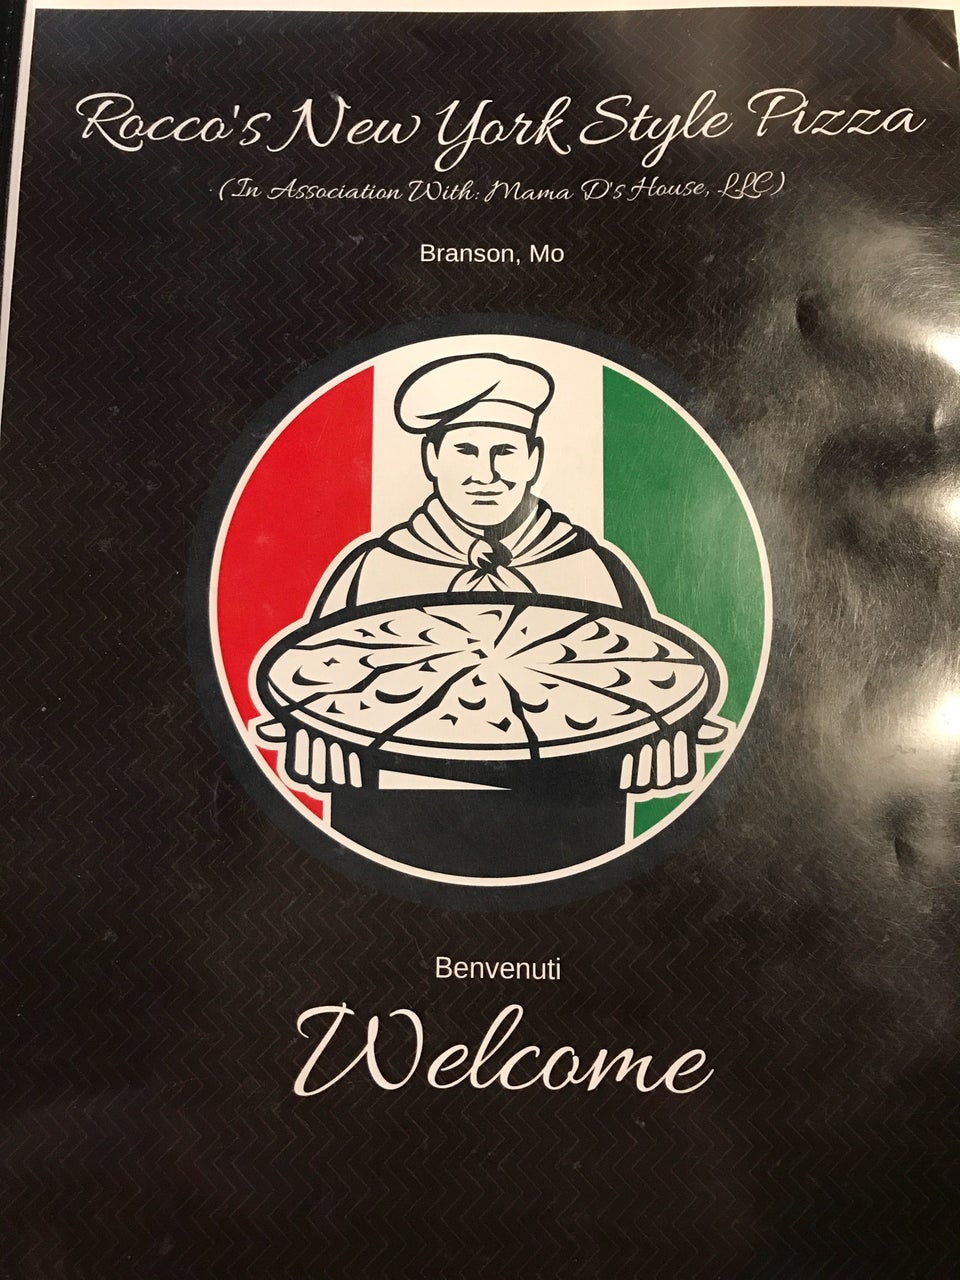 Rocco's New York Style Pizza
(In Association With: Mama D's House, LLC)
Branson, Mo
Benvenuti
Welcome